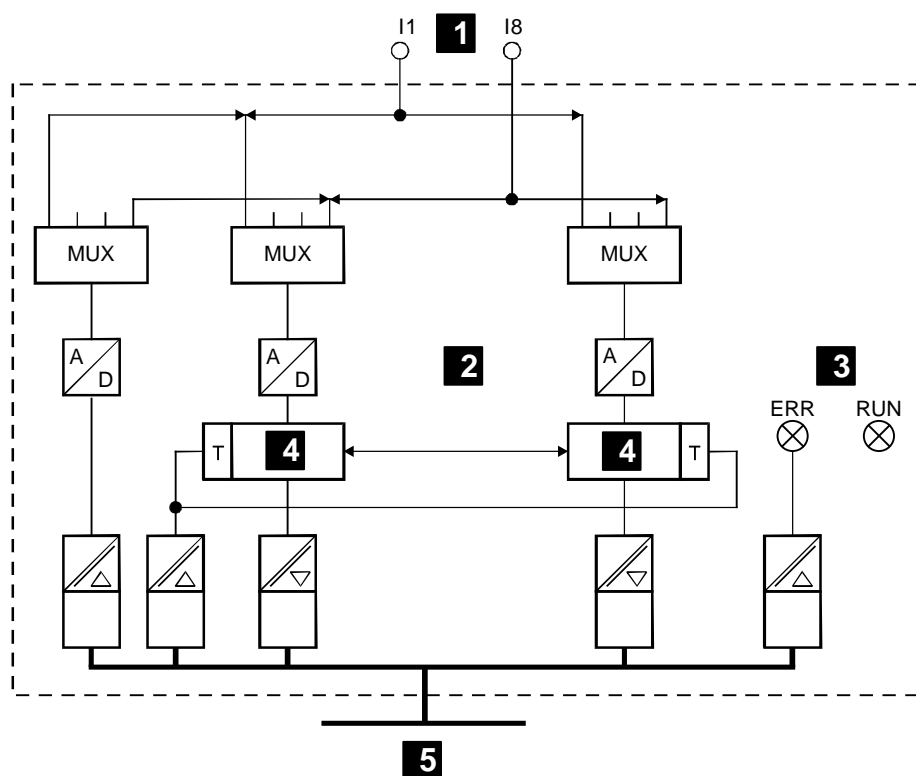 I1 1 I8
MUX MUX MUX
A D A D A D
2 3
ERR RUN
T 4 4 T
5